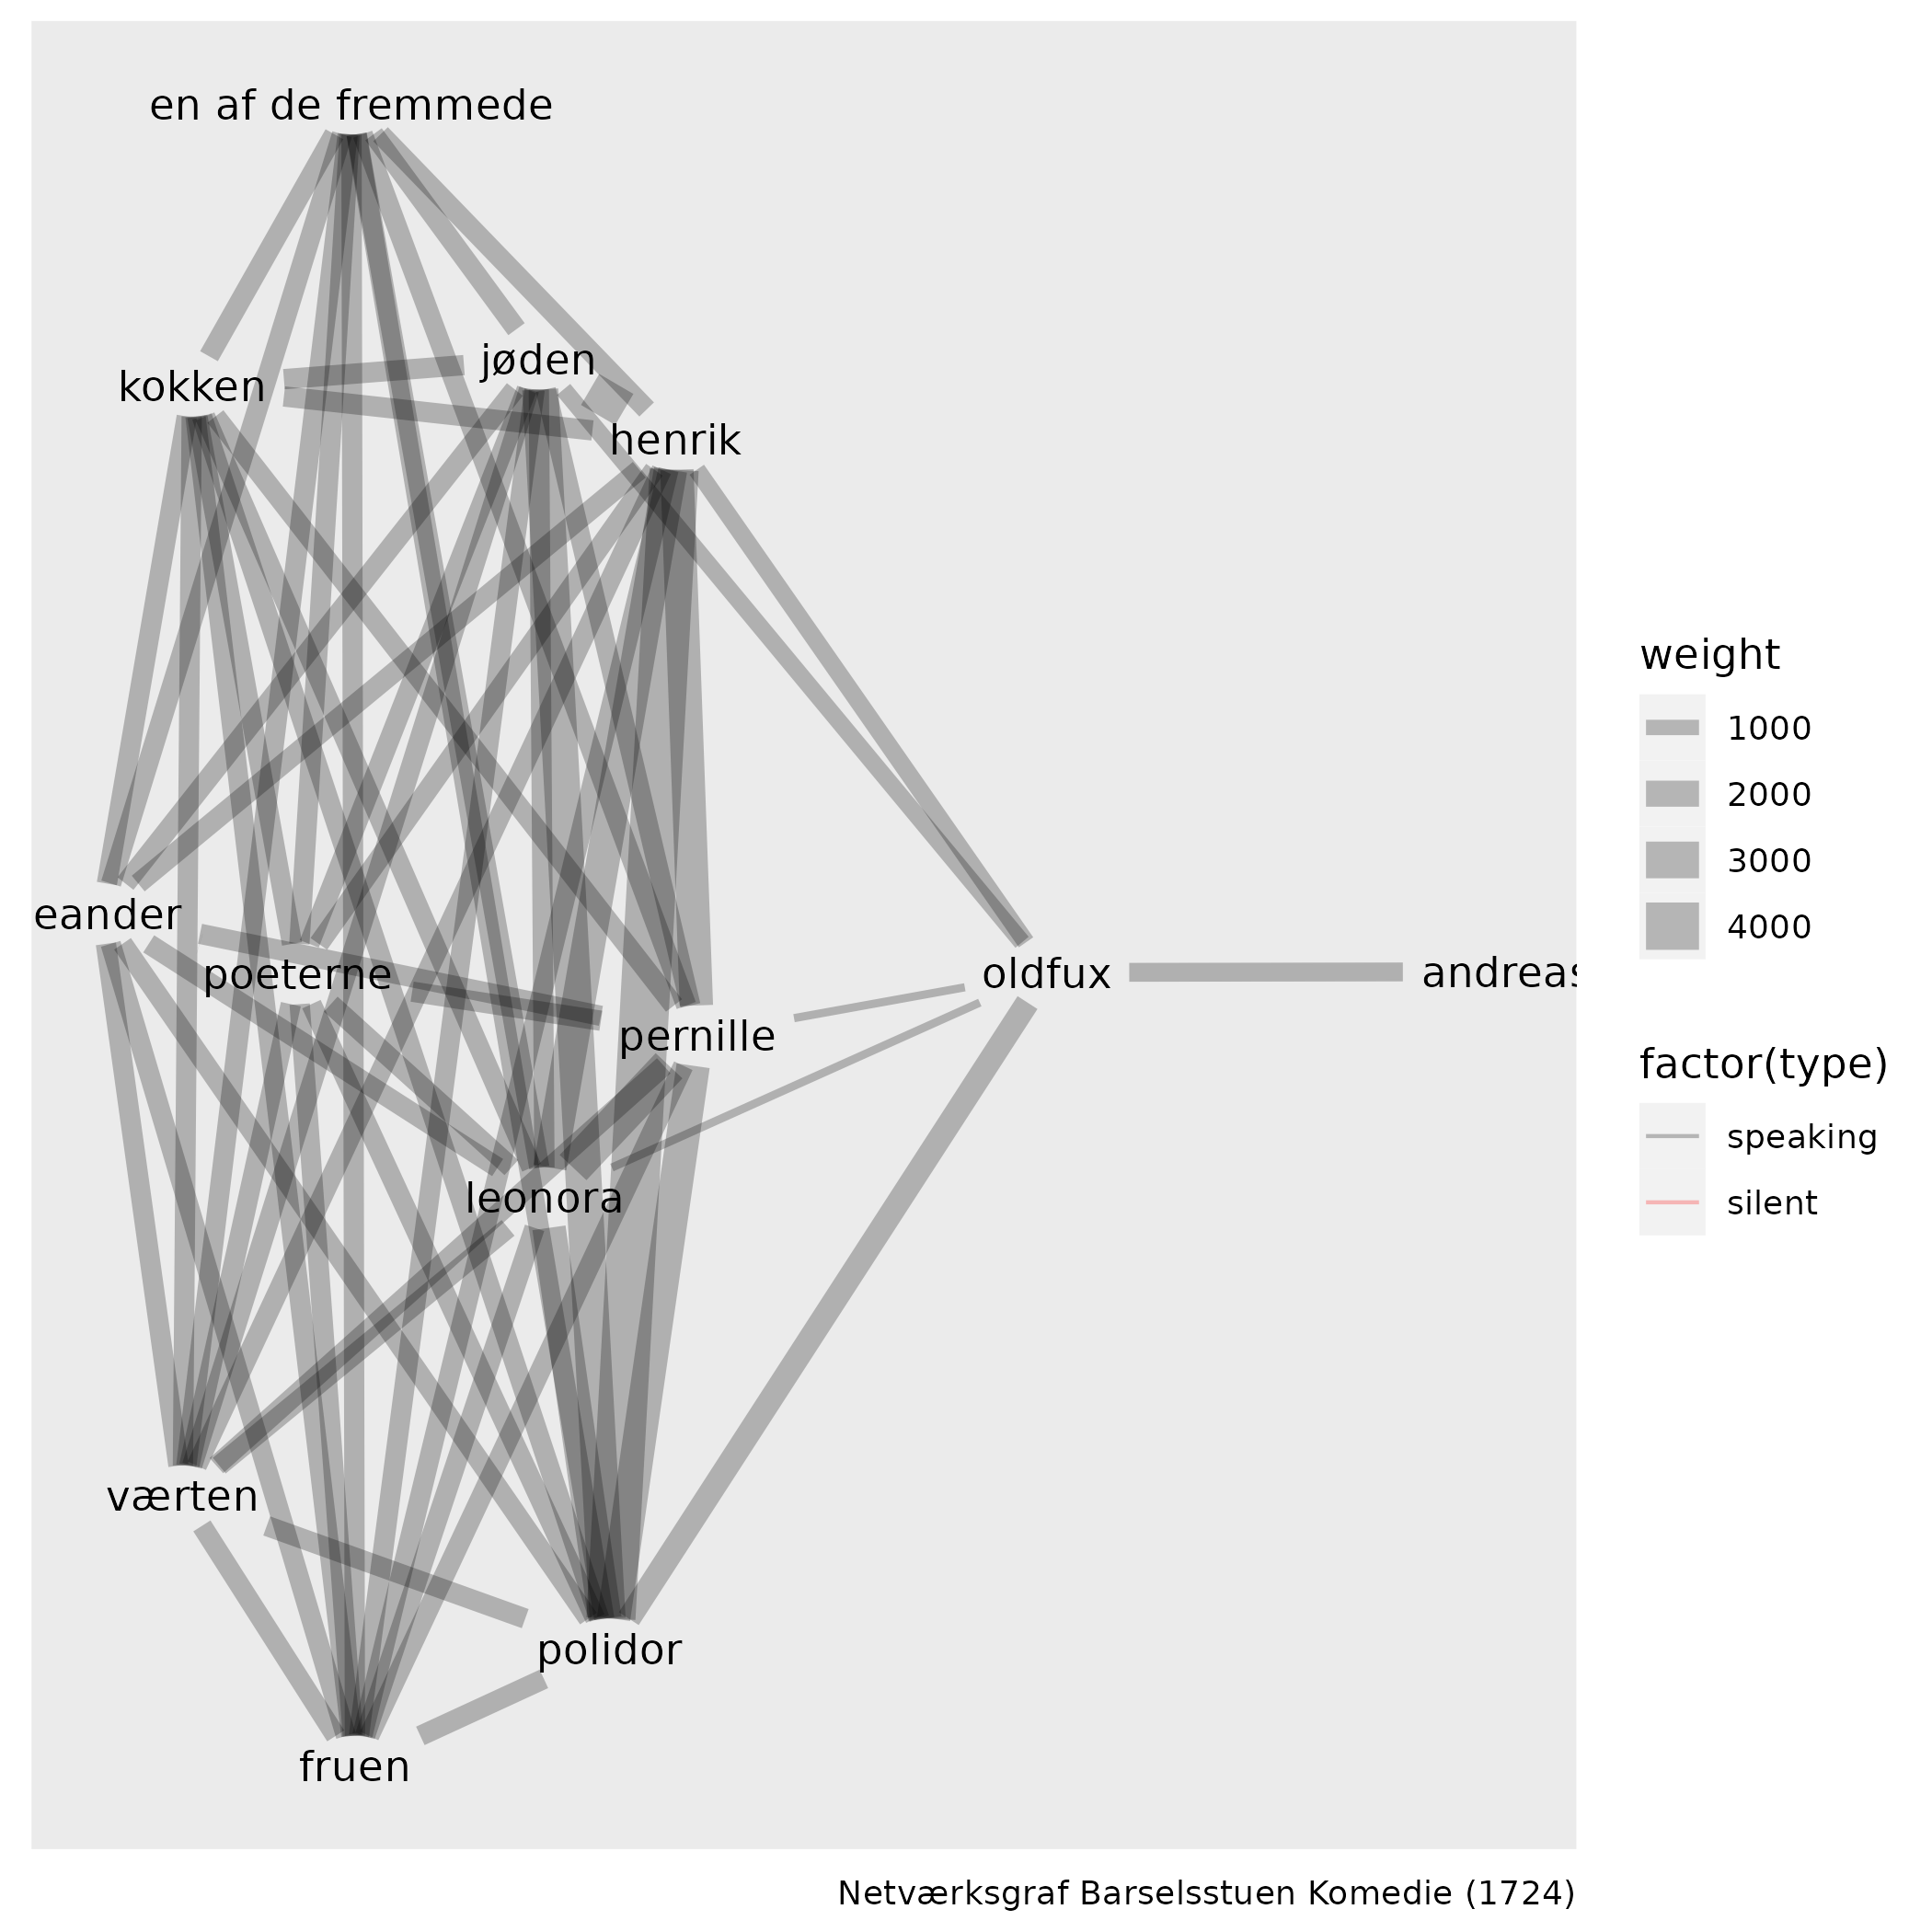 en af de fremmede
jøden
kokken
henrik
eander
poeterne
oldfux
andreas
pernille
leonora
værten
polidor
fruen
weight
1000
2000
3000
4000
factor(type)
speaking
silent
Netværksgraf Barselsstuen Komedie (1724)